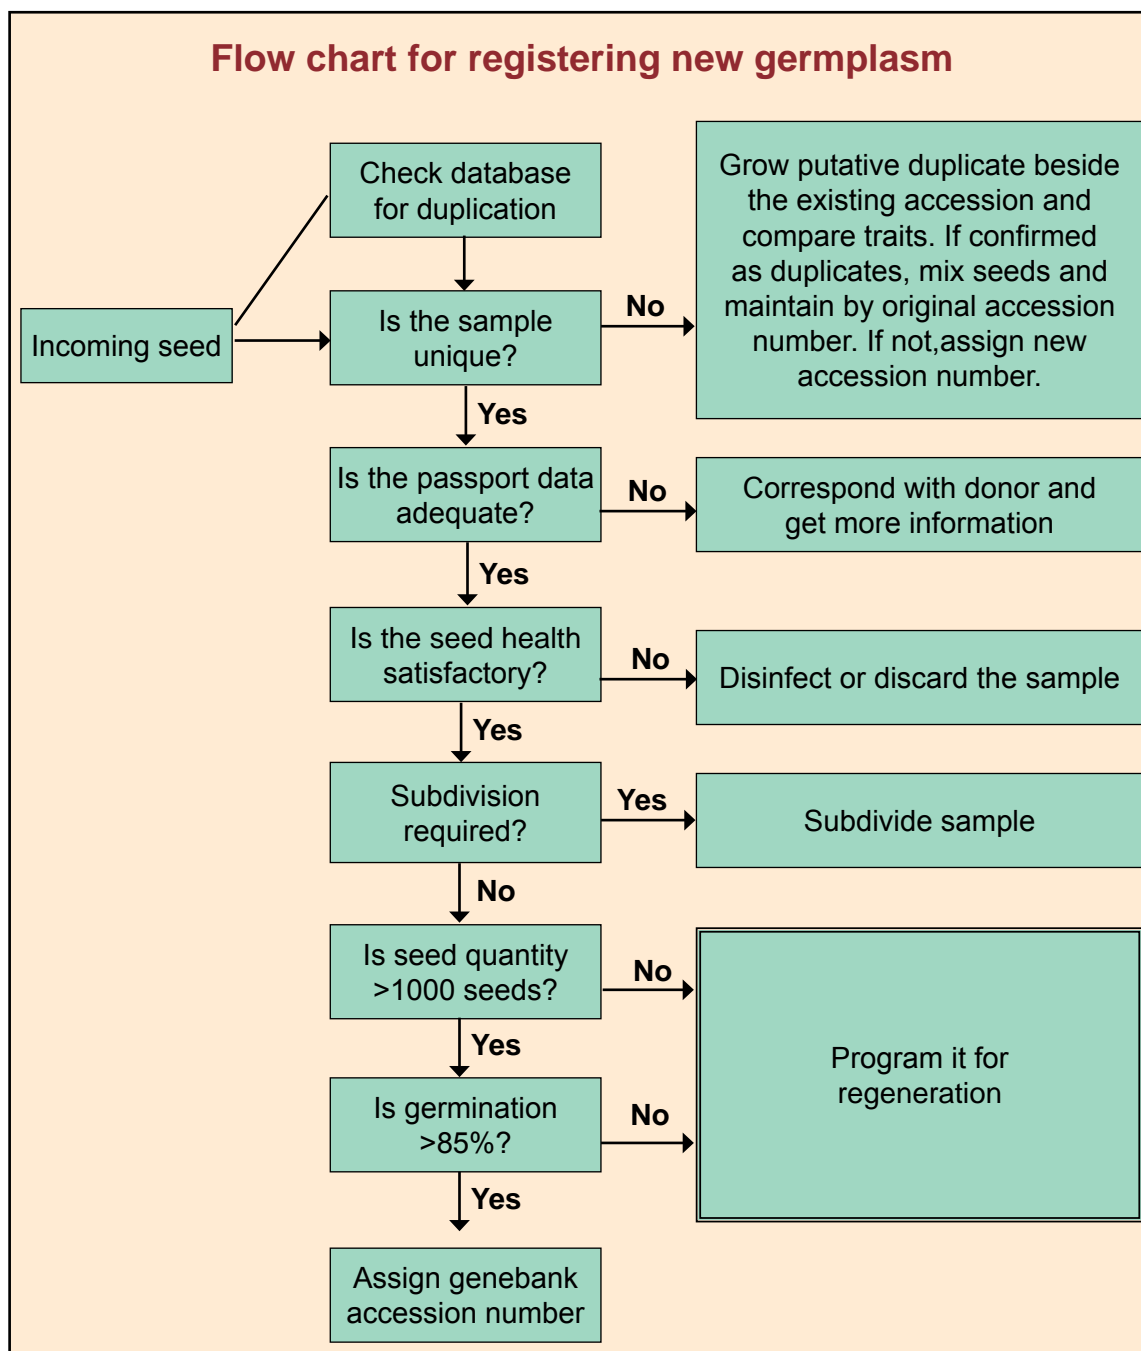 Flow chart for registering new germplasm
Check database
for duplication
Grow putative duplicate beside
the existing accession and
compare traits. If confirmed
as duplicates, mix seeds and
maintain by original accession
number. If not,assign new
accession number.
Incoming seed
Is the sample
unique?
No
Yes
Is the passport data
adequate?
No
Correspond with donor and
get more information
Yes
Is the seed health
satisfactory?
No
Disinfect or discard the sample
Yes
Subdivision
required?
Yes
Subdivide sample
No
Is seed quantity
>1000 seeds?
No
Program it for
regeneration
Yes
Is germination
>85%?
No
Yes
Assign genebank
accession number